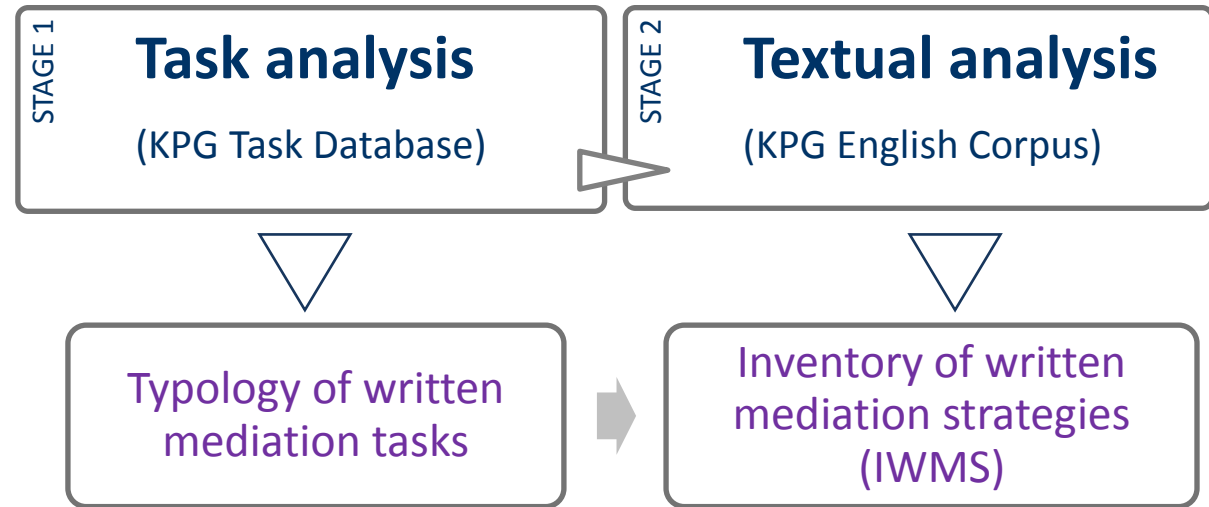 STAGE 1
Task analysis
(KPG Task Database)
STAGE 2
Textual analysis
(KPG English Corpus)
Typology of written
mediation tasks
Inventory of written
mediation strategies
(IWMS)